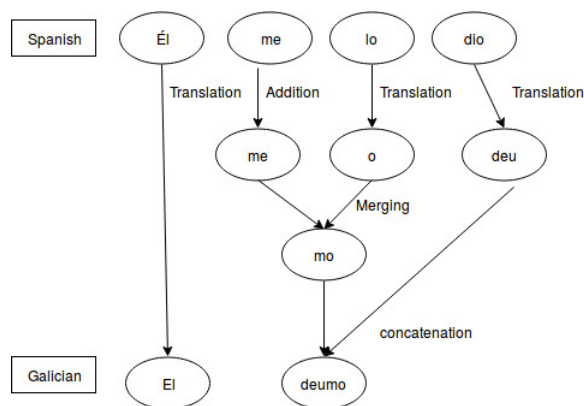 Spanish Él me lo dio
Translation Addition Translation Translation
me o deu
Merging
mo
concatenation
Galician El deumo